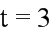 t = 3